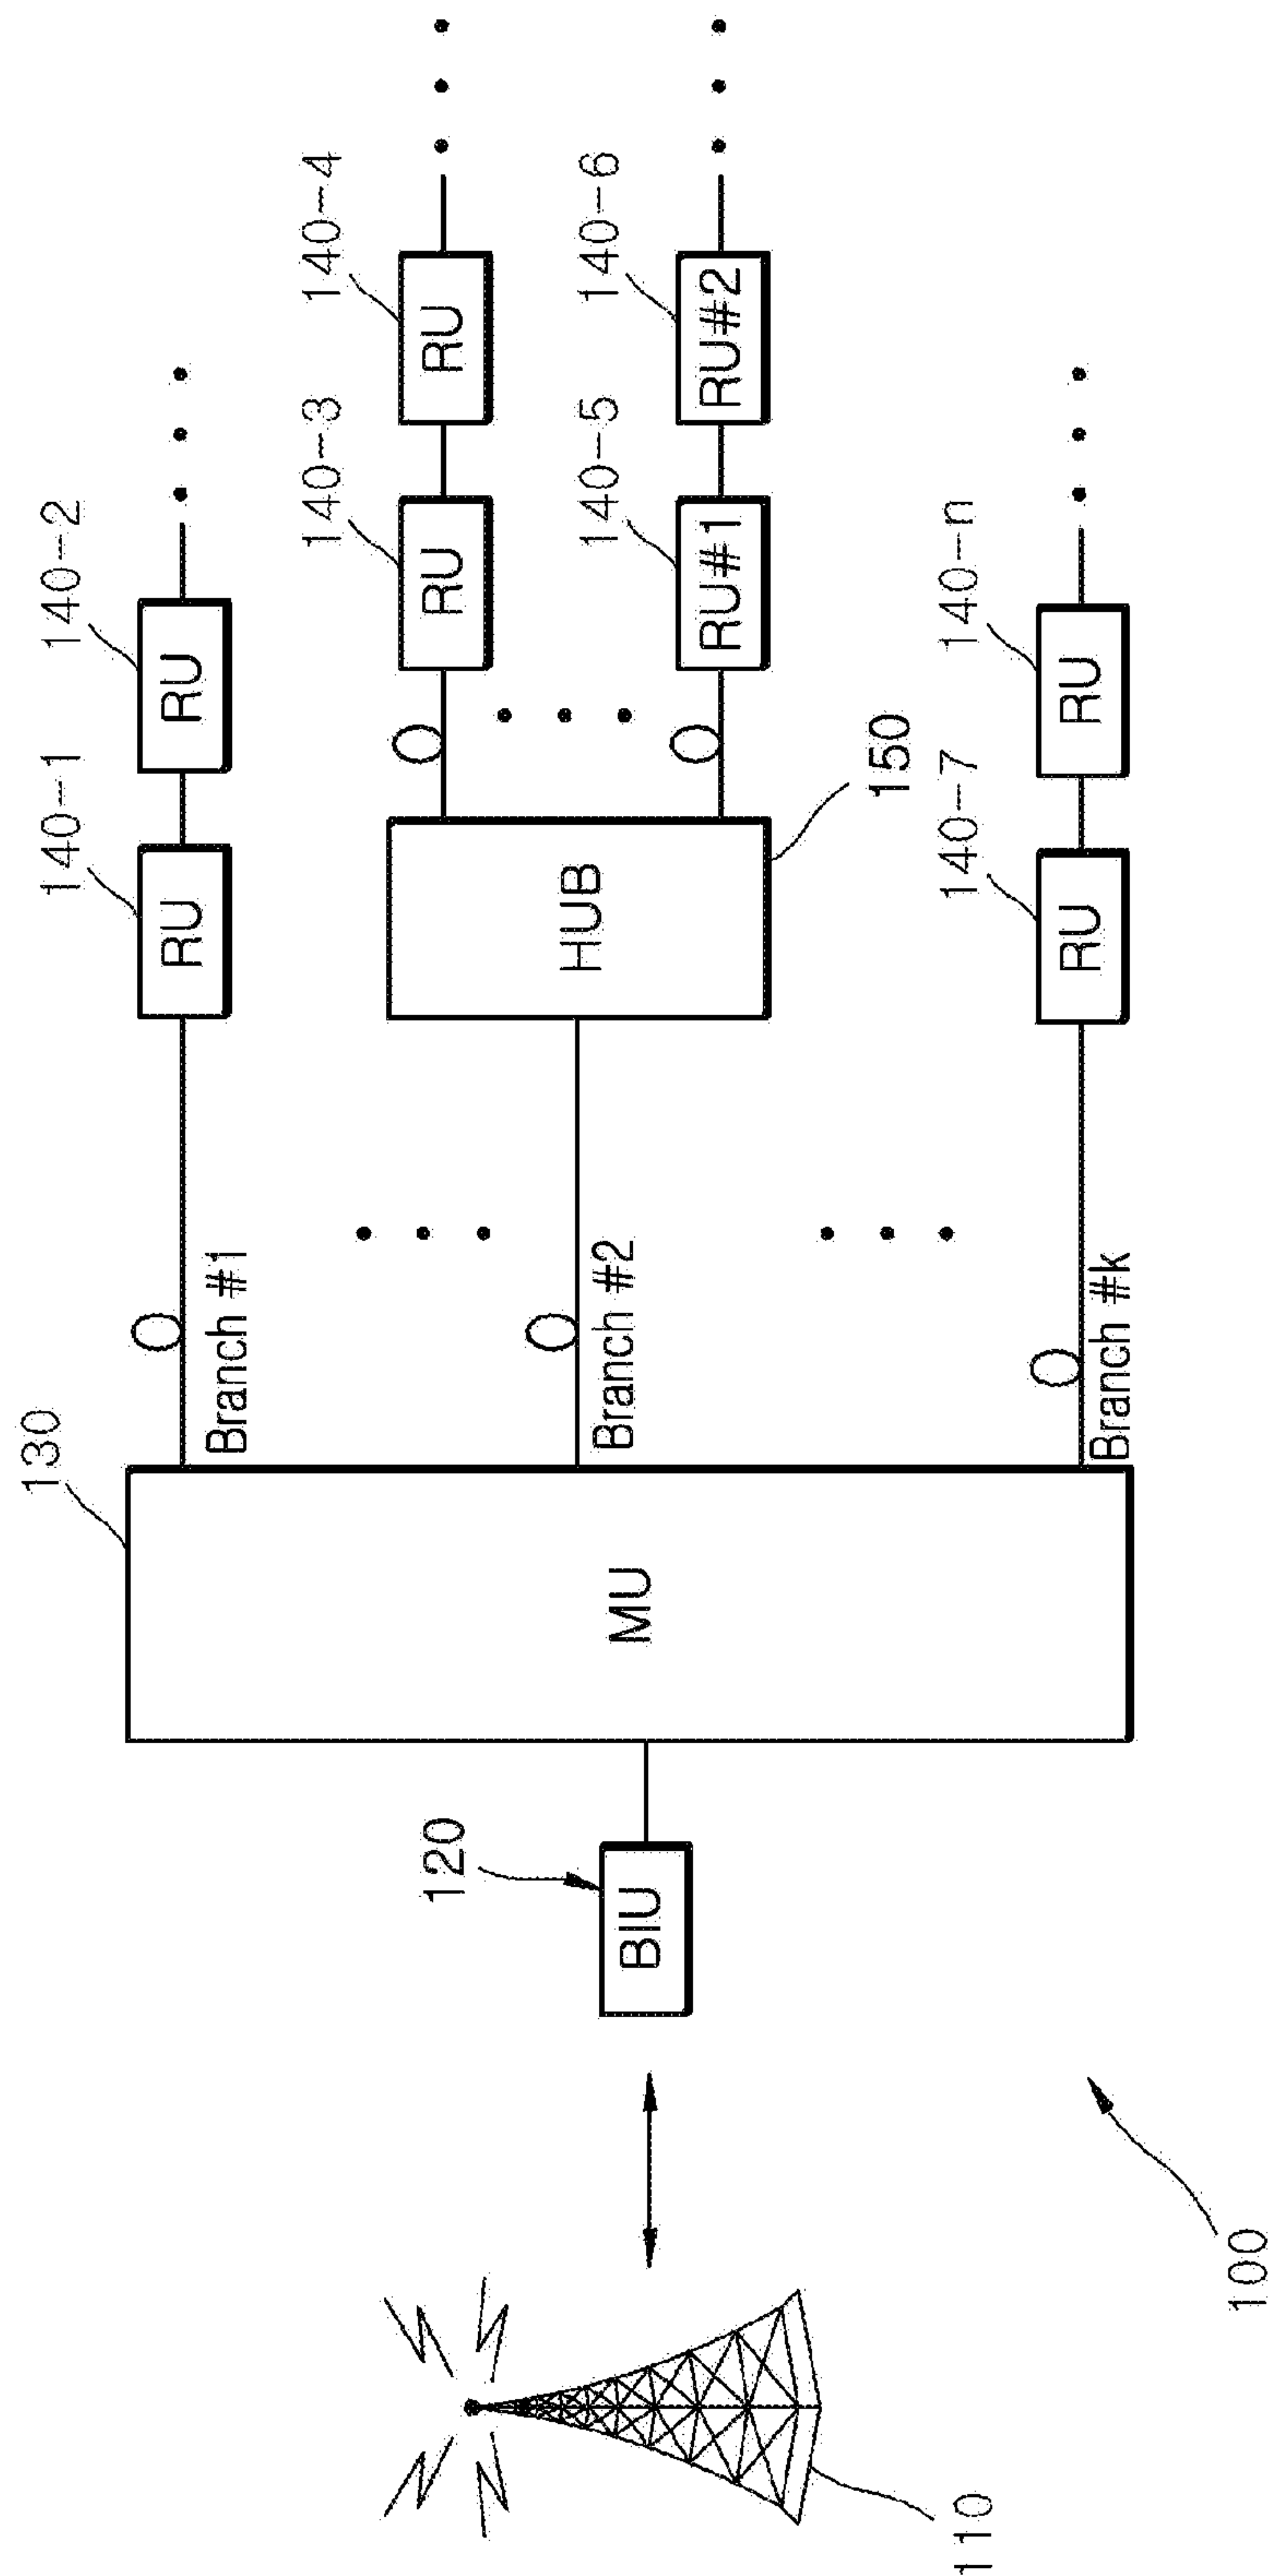 140-1
140-2
RU
RU
130
Branch #1
140-3
140-4
RU
RU
120
BIU
MU
Branch #2
HUB
140-5
140-6
RU#1
RU#2
150
110
140-7
140-n
RU
RU
Branch #k
100